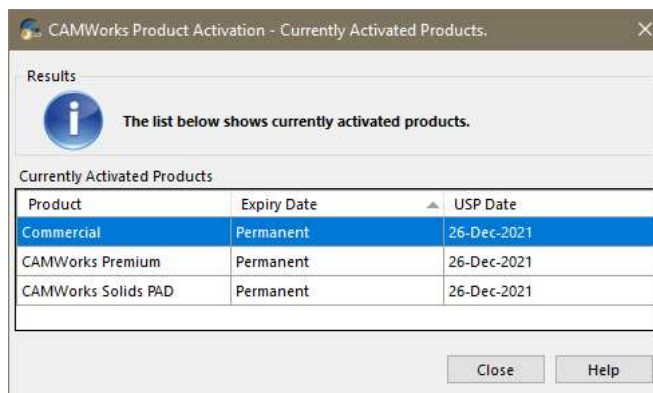 CAMWorks Product Activation - Currently Activated Products.
Results
The list below shows currently activated products.
Currently Activated Products
Product Expiry Date USP Date
Commercial Permanent 26-Dec-2021
CAMWorks Premium Permanent 26-Dec-2021
CAMWorks Solids PAD Permanent 26-Dec-2021
Close Help